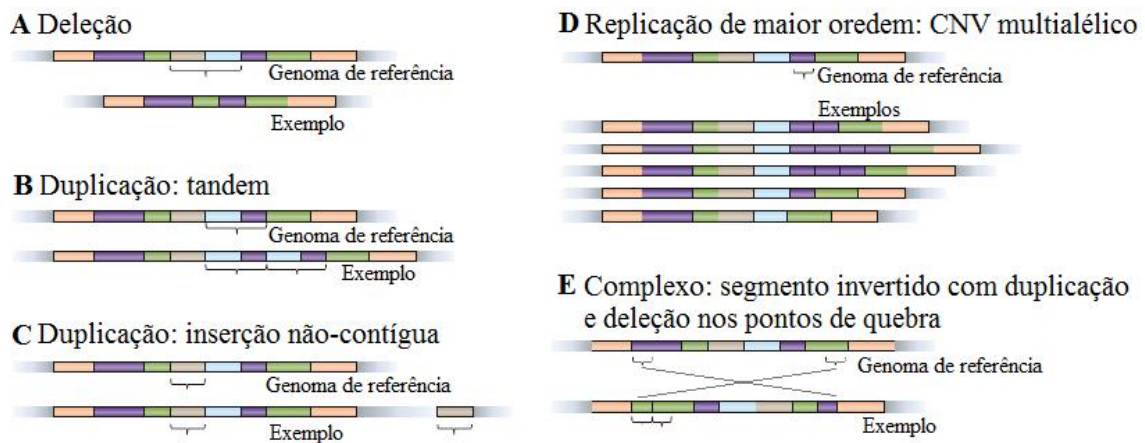 A Deleção
Genoma de referência
Exemplo
B Duplicação: tandem
Genoma de referência
Exemplo
C Duplicação: inserção não-contígua
Genoma de referência
Exemplo
D Replicação de maior oredem: CNV multialélico
Genoma de referência
Exemplos
E Complexo: segmento invertido com duplicação
e deleção nos pontos de quebra
Genoma de referência
Exemplo